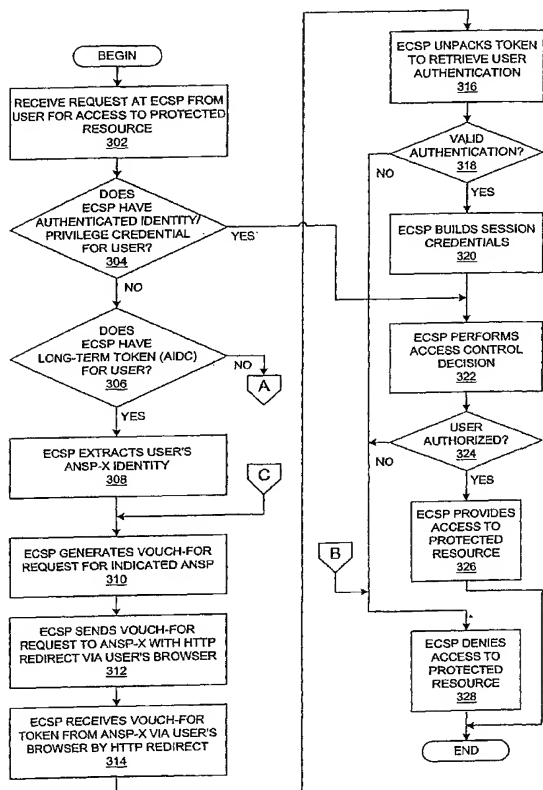 BEGIN
RECEIVE REQUEST AT ECSP FROM
USER FOR ACCESS TO PROTECTED
RESOURCE
302
DOES
ECSP HAVE
AUTHENTICATED IDENTITY/
PRIVILEGE CREDENTIAL
FOR USER?
304
YES
NO
DOES
ECSP HAVE
LONG-TERM TOKEN (AIDC)
FOR USER?
306
NO
A
YES
ECSP EXTRACTS USER'S
ANSP-X IDENTITY
308
C
ECSP GENERATES VOUCH-FOR
REQUEST FOR INDICATED ANSP
310
ECSP SENDS VOUCH-FOR
REQUEST TO ANSP-X WITH HTTP
REDIRECT VIA USER'S BROWSER
312
ECSP RECEIVES VOUCH-FOR
TOKEN FROM ANSP-X VIA USER'S
BROWSER BY HTTP REDIRECT
314
ECSP UNPACKS TOKEN
TO RETRIEVE USER
AUTHENTICATION
316
VALID
AUTHENTICATION?
318
NO
YES
ECSP BUILDS SESSION
CREDENTIALS
320
ECSP PERFORMS
ACCESS CONTROL
DECISION
322
USER
AUTHORIZED?
324
NO
YES
ECSP PROVIDES
ACCESS TO
PROTECTED
RESOURCE
326
B
ECSP DENIES
ACCESS TO
PROTECTED
RESOURCE
328
END